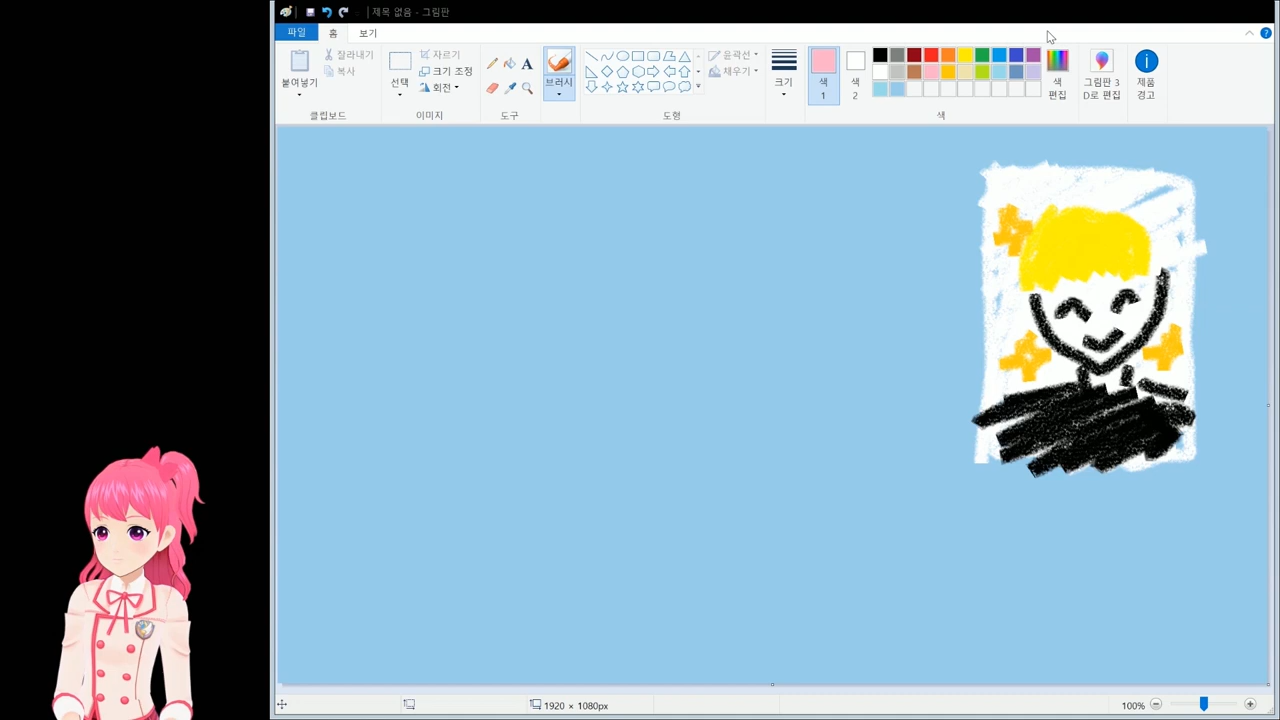 제목 없음 - 그림판
파일 홈 보기
붙여넣기
잘라내기
복사
클립보드
선택
자르기
크기 조정
회전
이미지
A
도구
브러시
윤곽선
채우기
도형
크기
색
1
색
2
색
편집
색
그림판 3
D로 편집
제품
경고
1920 × 1080px
100%